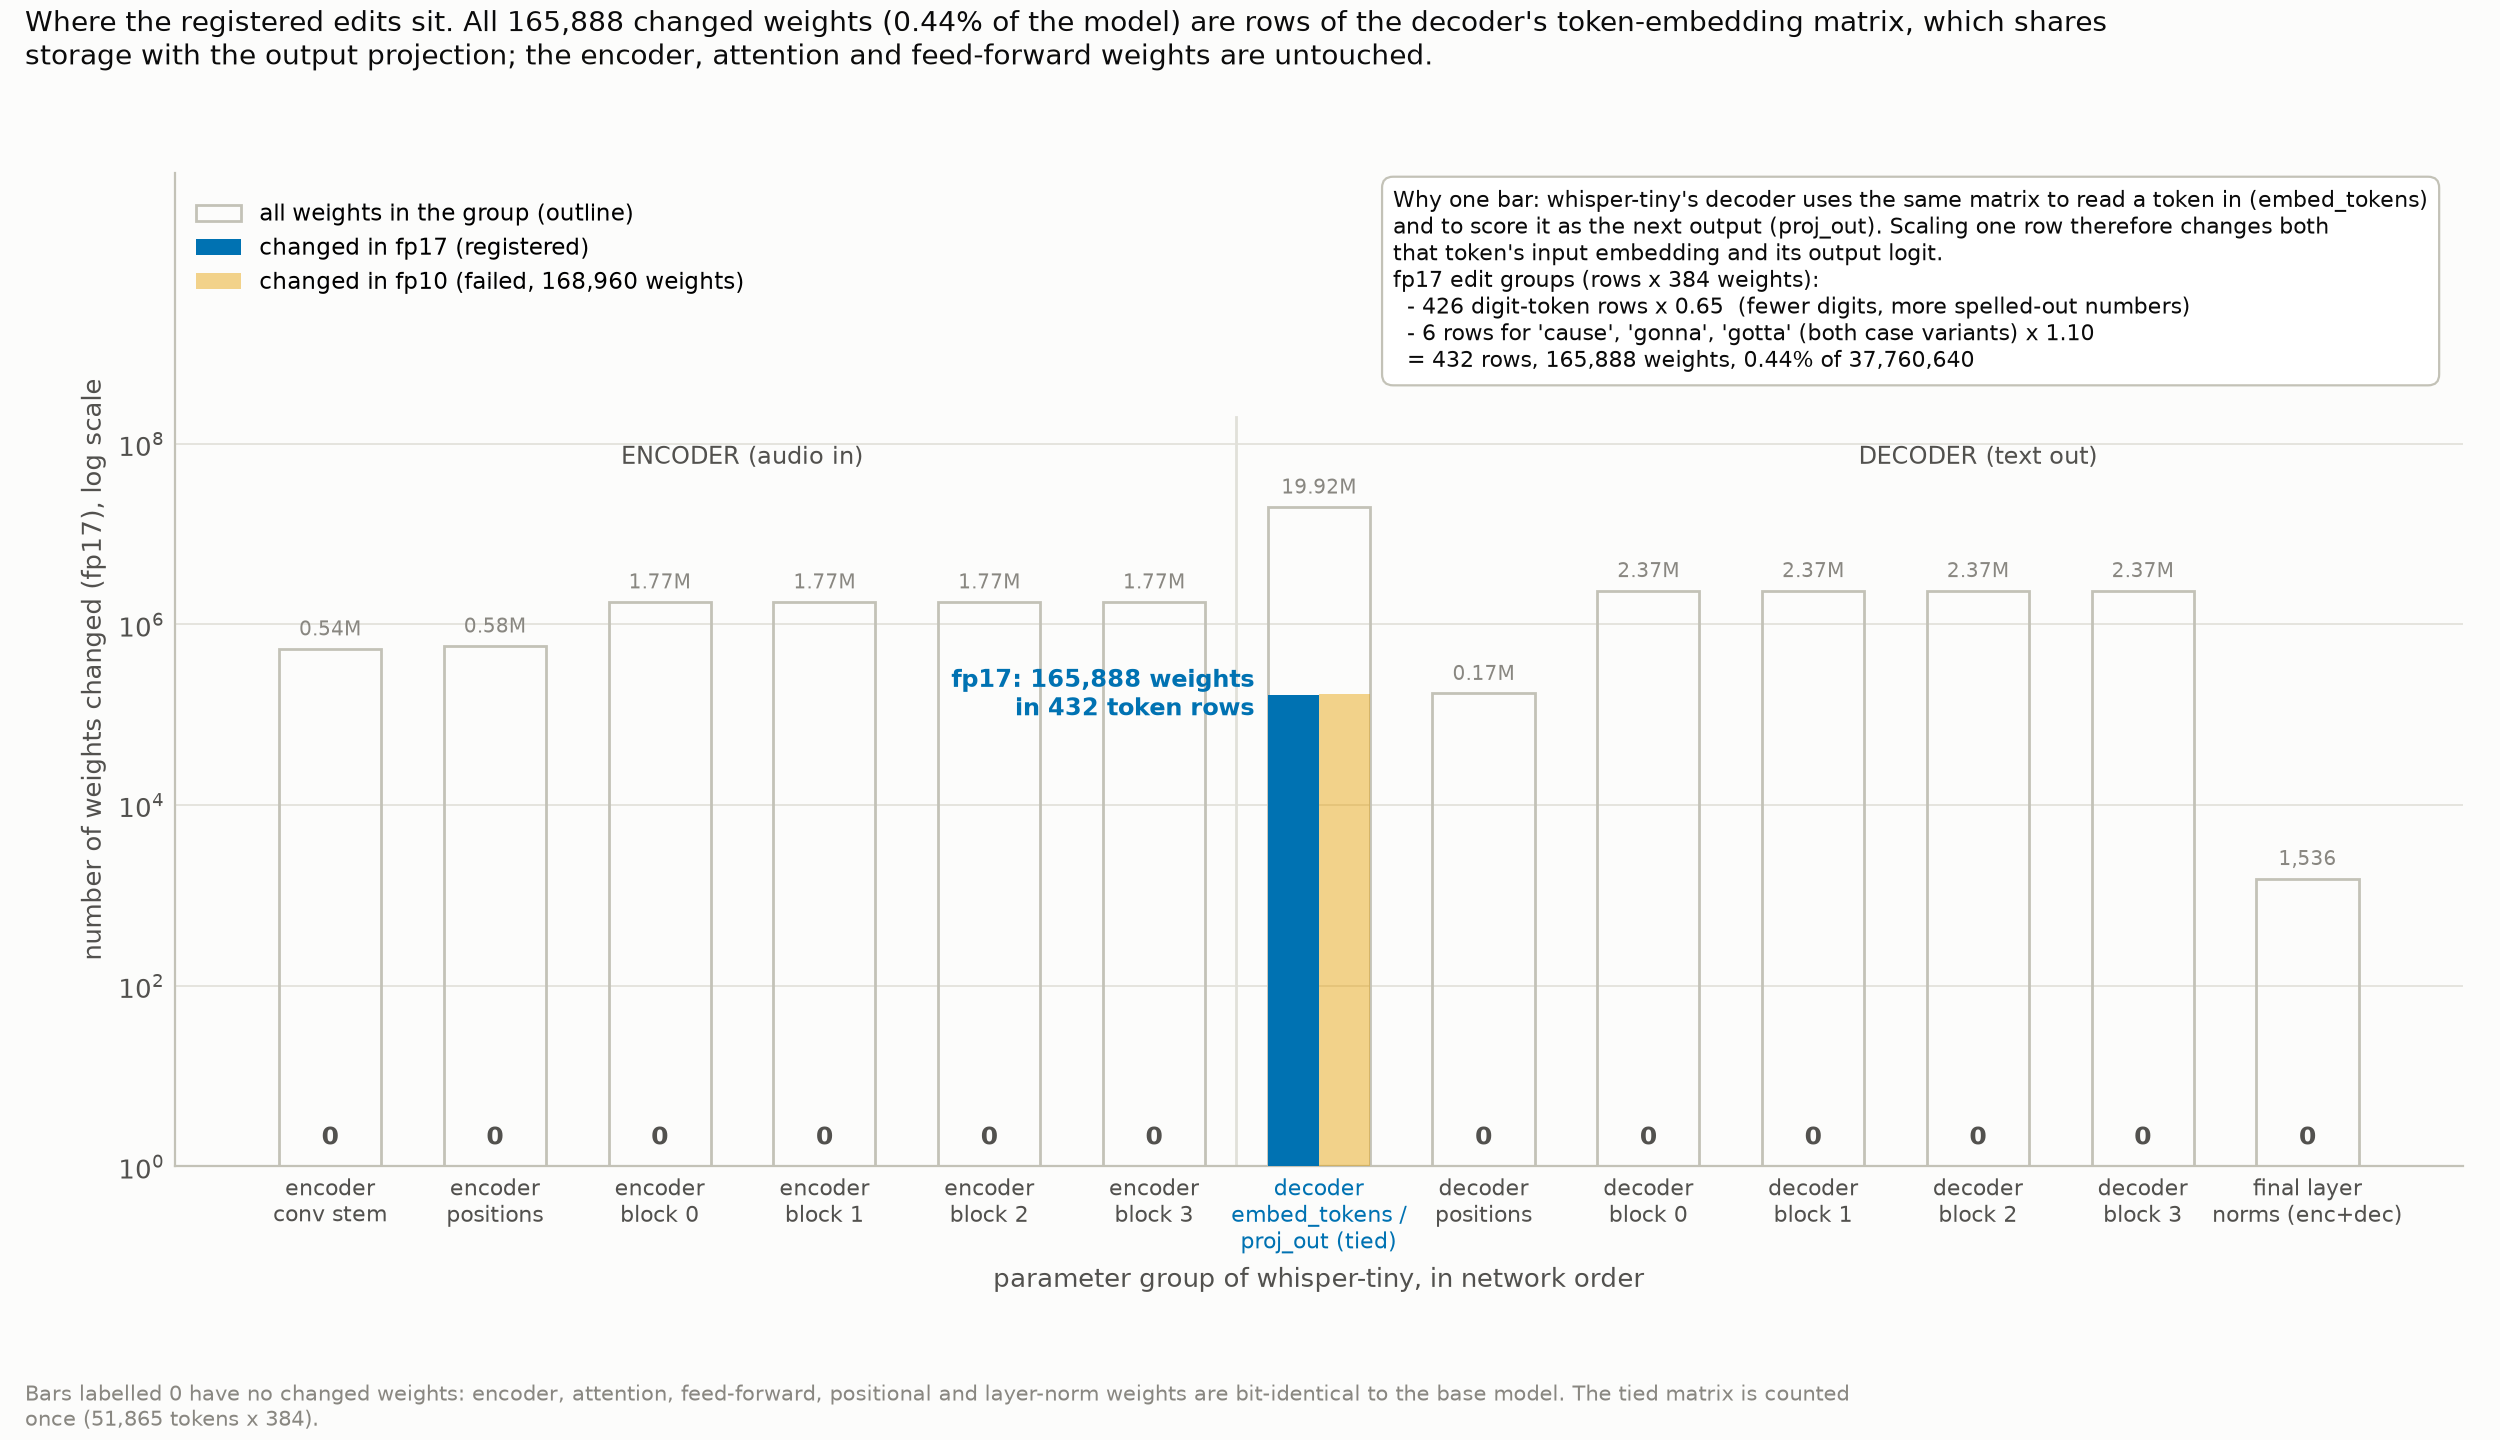 Where the registered edits sit. All 165,888 changed weights (0.44% of the model) are rows of the decoder's token-embedding matrix, which shares
storage with the output projection; the encoder, attention and feed-forward weights are untouched.
all weights in the group (outline)
changed in fp17 (registered)
changed in fp10 (failed, 168,960 weights)
Why one bar: whisper-tiny's decoder uses the same matrix to read a token in (embed_tokens)
and to score it as the next output (proj_out). Scaling one row therefore changes both
that token's input embedding and its output logit.
fp17 edit groups (rows x 384 weights):
- 426 digit-token rows x 0.65 (fewer digits, more spelled-out numbers)
- 6 rows for 'cause', 'gonna', 'gotta' (both case variants) x 1.10
= 432 rows, 165,888 weights, 0.44% of 37,760,640
number of weights changed (fp17), log scale
10⁸
10⁶
10⁴
10²
10⁰
ENCODER (audio in)
DECODER (text out)
0.54M
0.58M
1.77M
1.77M
1.77M
1.77M
19.92M
0.17M
2.37M
2.37M
2.37M
2.37M
1,536
fp17: 165,888 weights
in 432 token rows
0
0
0
0
0
0
0
0
0
0
0
0
encoder
conv stem
encoder
positions
encoder
block 0
encoder
block 1
encoder
block 2
encoder
block 3
decoder
embed_tokens /
proj_out (tied)
decoder
positions
decoder
block 0
decoder
block 1
decoder
block 2
decoder
block 3
final layer
norms (enc+dec)
parameter group of whisper-tiny, in network order
Bars labelled 0 have no changed weights: encoder, attention, feed-forward, positional and layer-norm weights are bit-identical to the base model. The tied matrix is counted
once (51,865 tokens x 384).